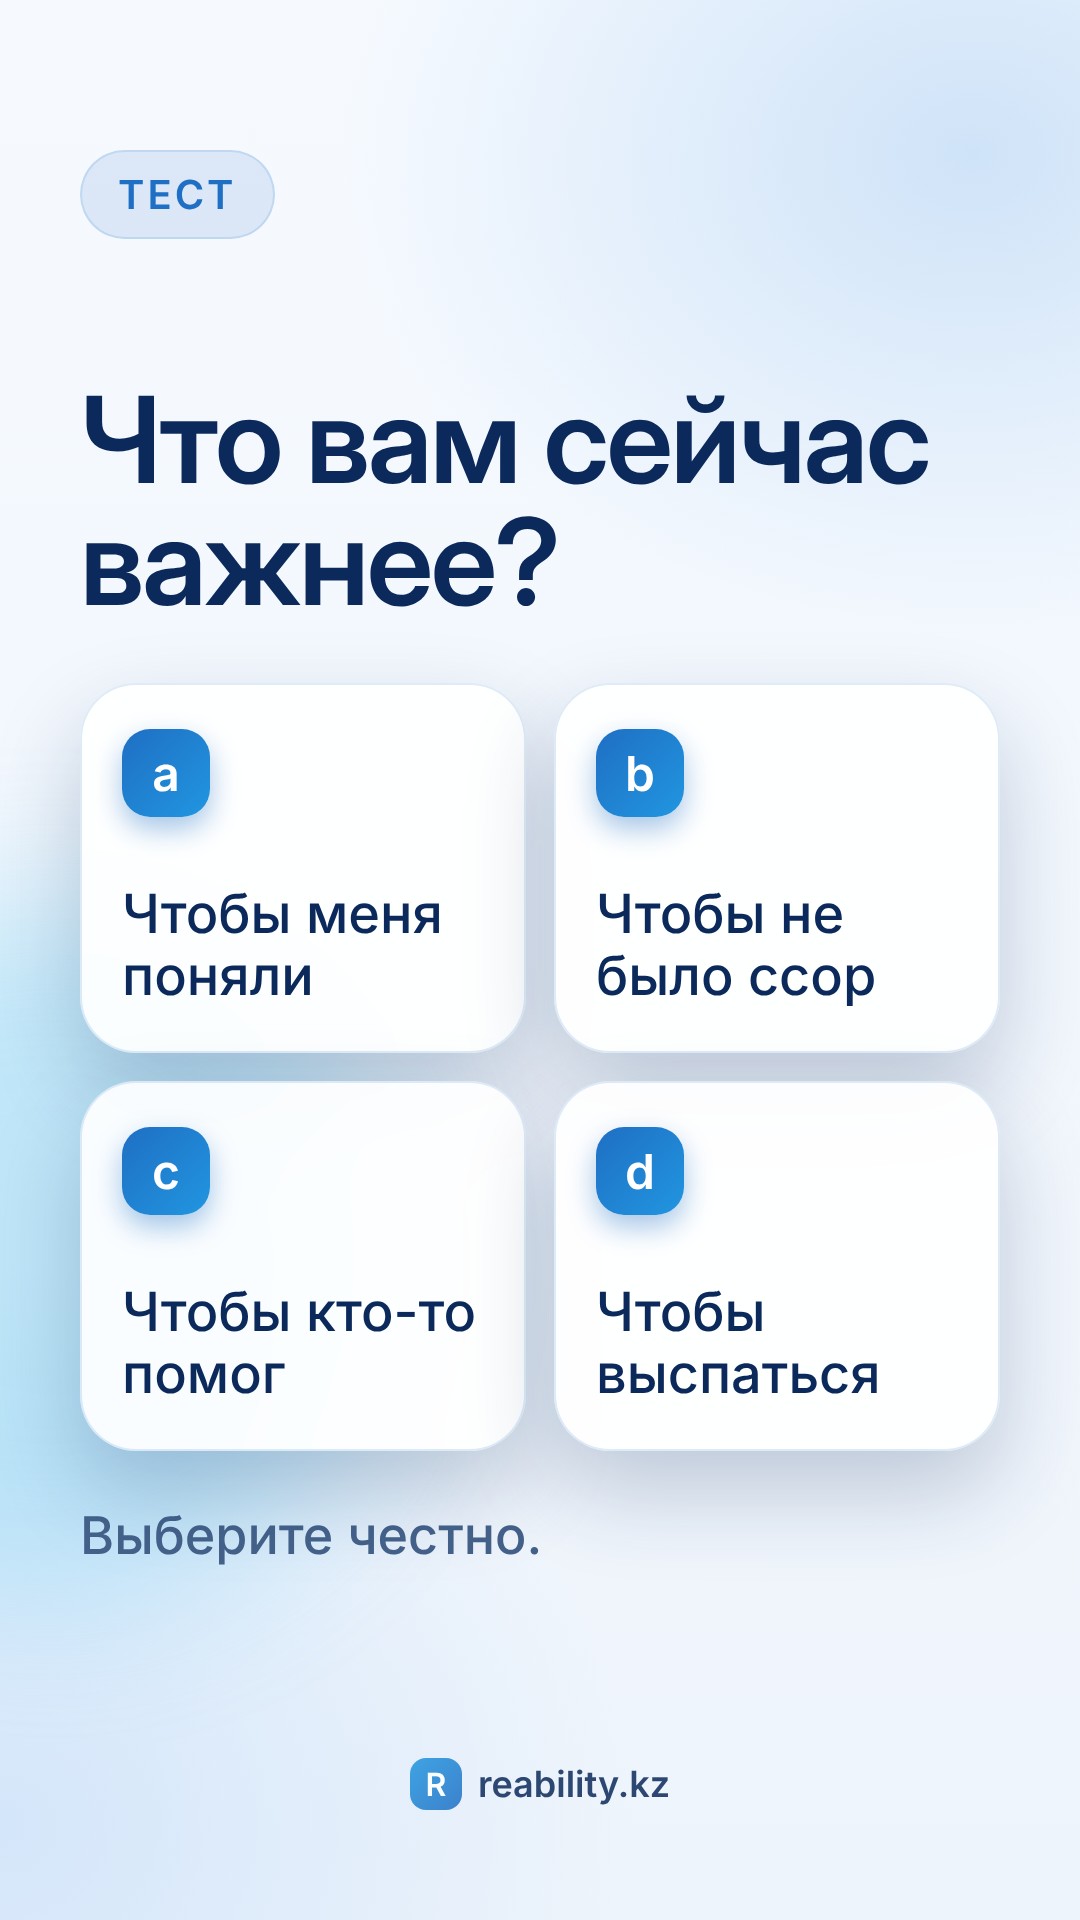 ТЕСТ
Что вам сейчас
важнее?
a
Чтобы меня
поняли
b
Чтобы не
было ссор
c
Чтобы кто-то
помог
d
Чтобы
выспаться
Выберите честно.
R reability.kz